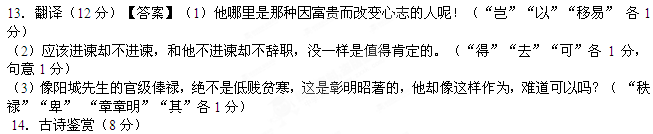 13．翻译（12 分）【答案】（1）他哪里是那种因富贵而改变心志的人呢！（“岂”“以”“移易” 各 1
分）
（2）应该进谏却不进谏，和他不进谏却不辞职，没一样是值得肯定的。（“得”“去”“可”各 1 分，
句意 1 分）
（3）像阳城先生的官级俸禄，绝不是低贱贫寒，这是彰明昭著的，他却像这样作为，难道可以吗？（ “秩
禄”“卑” “章章明”“其”各 1 分）
14．古诗鉴赏（8 分）